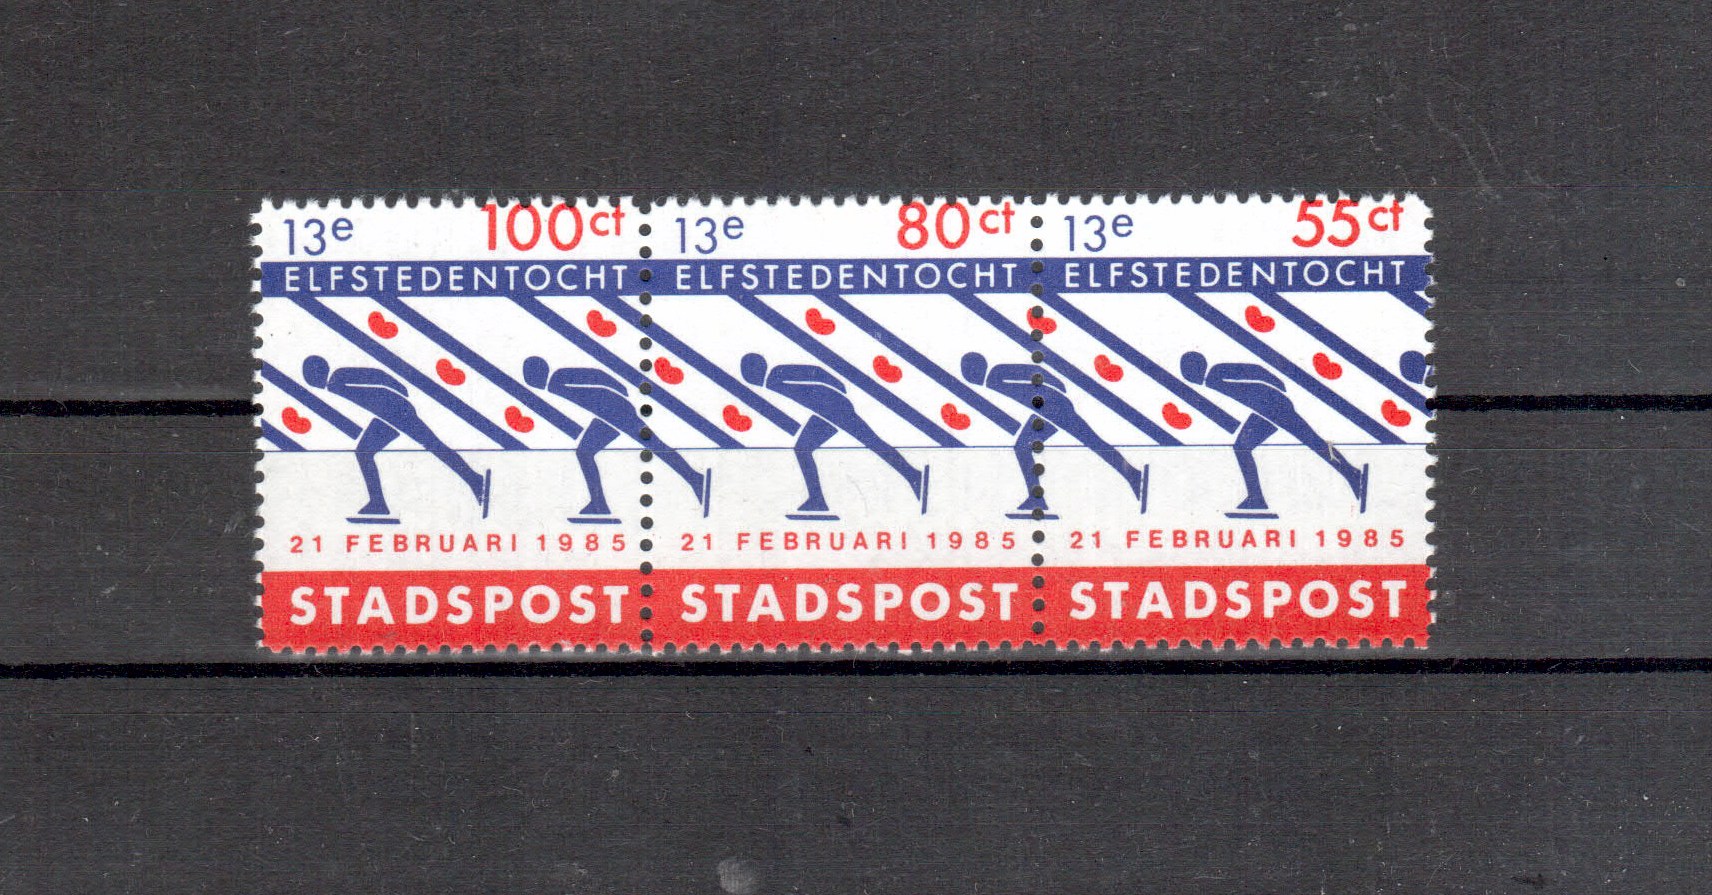 13e 100ct
ELFSTEDENTOCHT
21 FEBRUARI 1985
STADSPOST
13e 80ct
ELFSTEDENTOCHT
21 FEBRUARI 1985
STADSPOST
13e 55ct
ELFSTEDENTOCHT
21 FEBRUARI 1985
STADSPOST